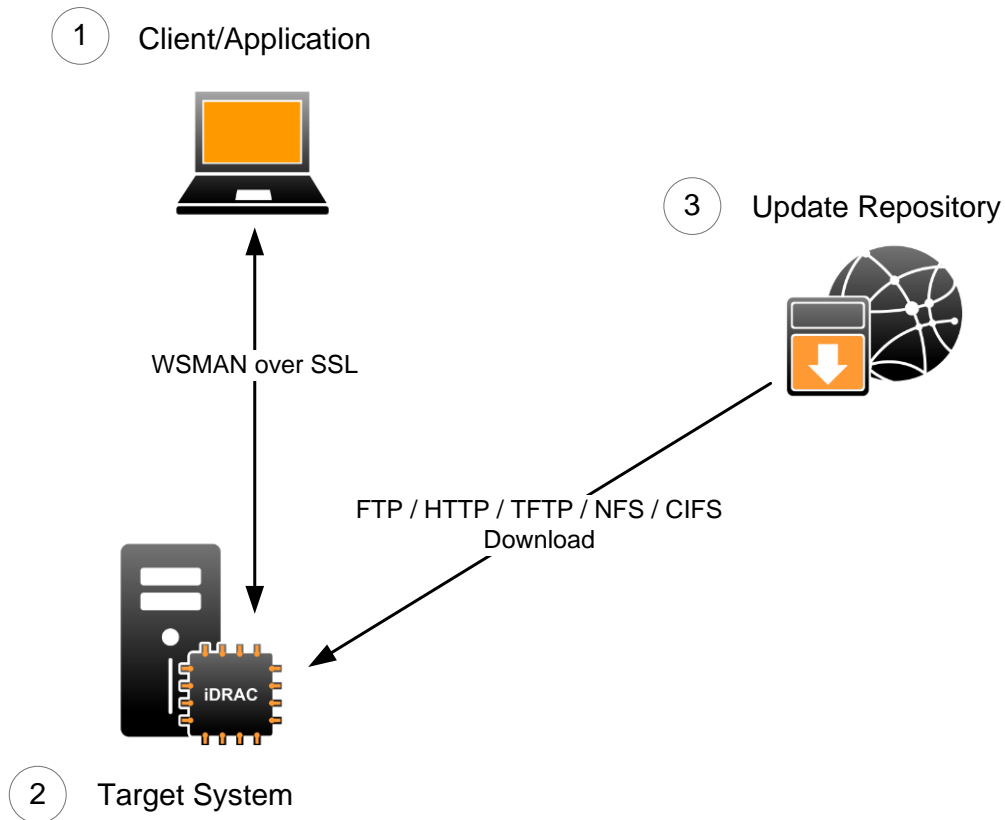 1
Client/Application
3
Update Repository
WSMAN over SSL
FTP / HTTP / TFTP / NFS / CIFS
Download
iDRAC
2
Target System